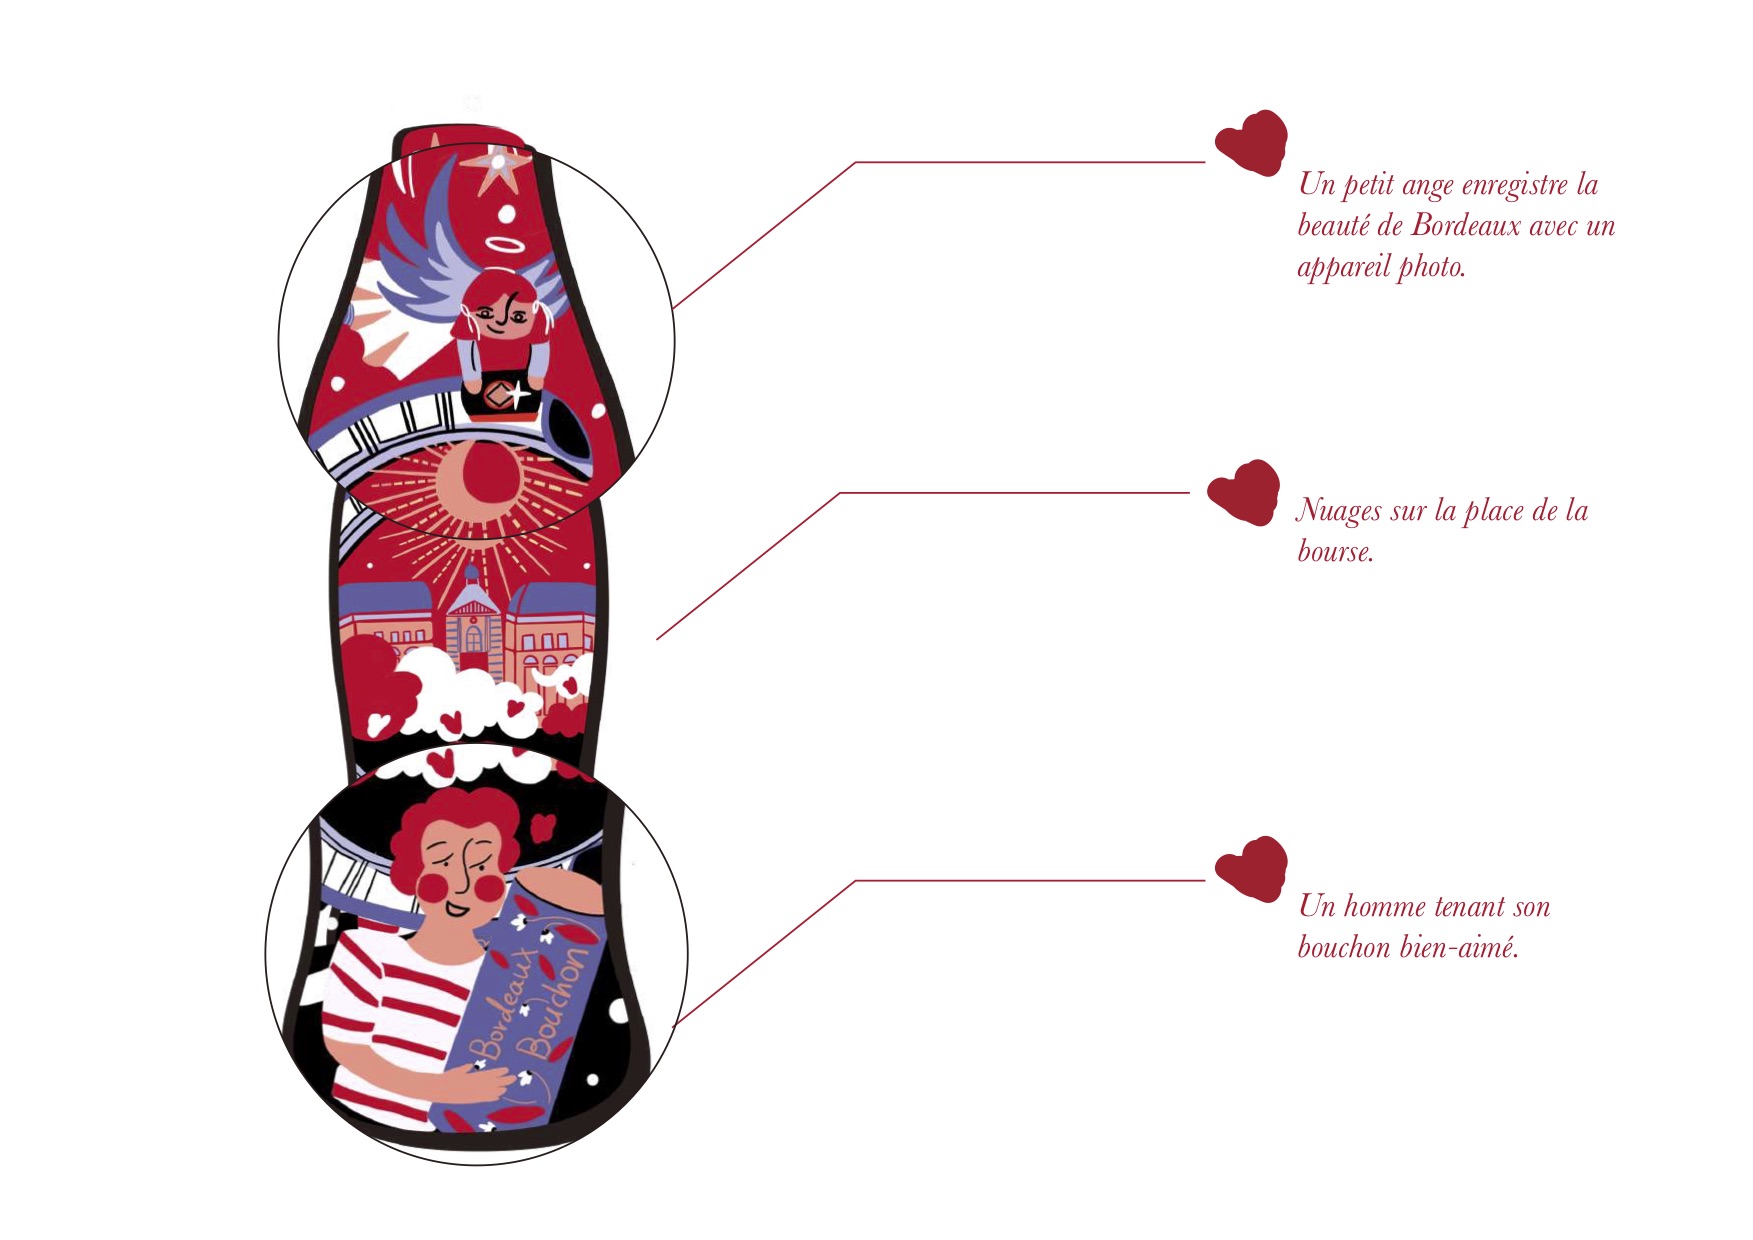 Un petit ange enregistre la
beauté de Bordeaux avec un
appareil photo.
Nuages sur la place de la
bourse.
Un homme tenant son
bouchon bien-aimé.
Bordeaux
Bouchon